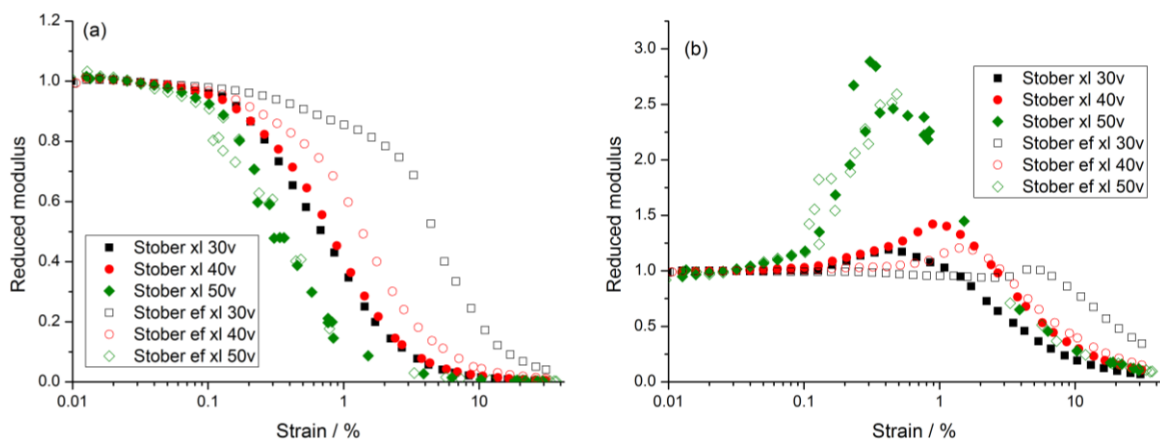 (a)
1.2
1.0
0.8
0.6
0.4
0.2
0.0
Reduced modulus
Stober xl 30v
Stober xl 40v
Stober xl 50v
Stober ef xl 30v
Stober ef xl 40v
Stober ef xl 50v
0.01
0.1
1
10
Strain / %
(b)
3.0
2.5
2.0
1.5
1.0
0.5
0.0
Reduced modulus
Stober xl 30v
Stober xl 40v
Stober xl 50v
Stober ef xl 30v
Stober ef xl 40v
Stober ef xl 50v
0.01
0.1
1
10
Strain / %